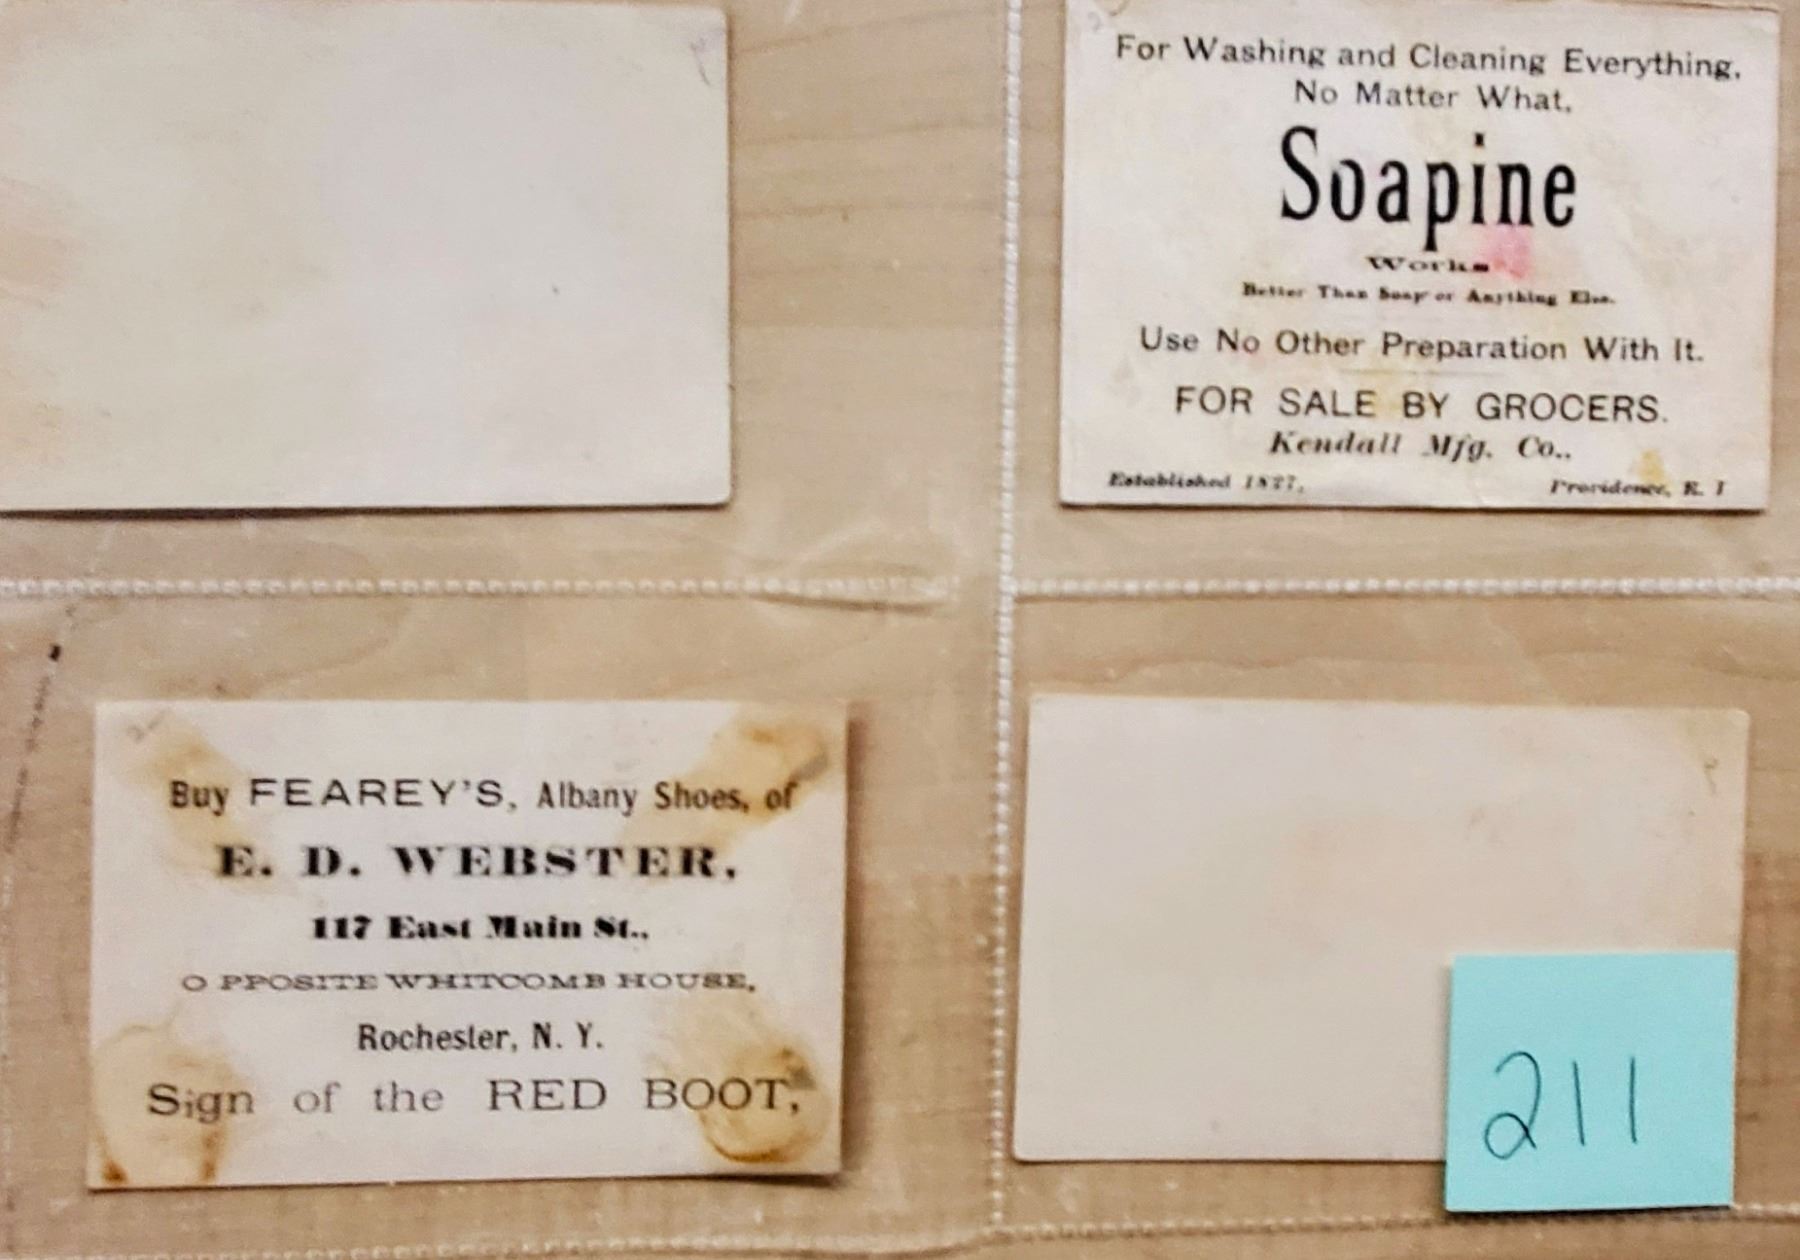 For Washing and Cleaning Everything,
No Matter What.
Soapine
Works
Better Than Soap or Anything Else.
Use No Other Preparation With It.
FOR SALE BY GROCERS.
Kendall Mfg. Co.,
Established 1827,
Providence, R. I
Buy FEAREY'S, Albany Shoes, of
E. D. WEBSTER,
117 East Main St.,
O PPOSITE WHITCOMB HOUSE,
Rochester, N. Y.
Sign of the RED BOOT,
211